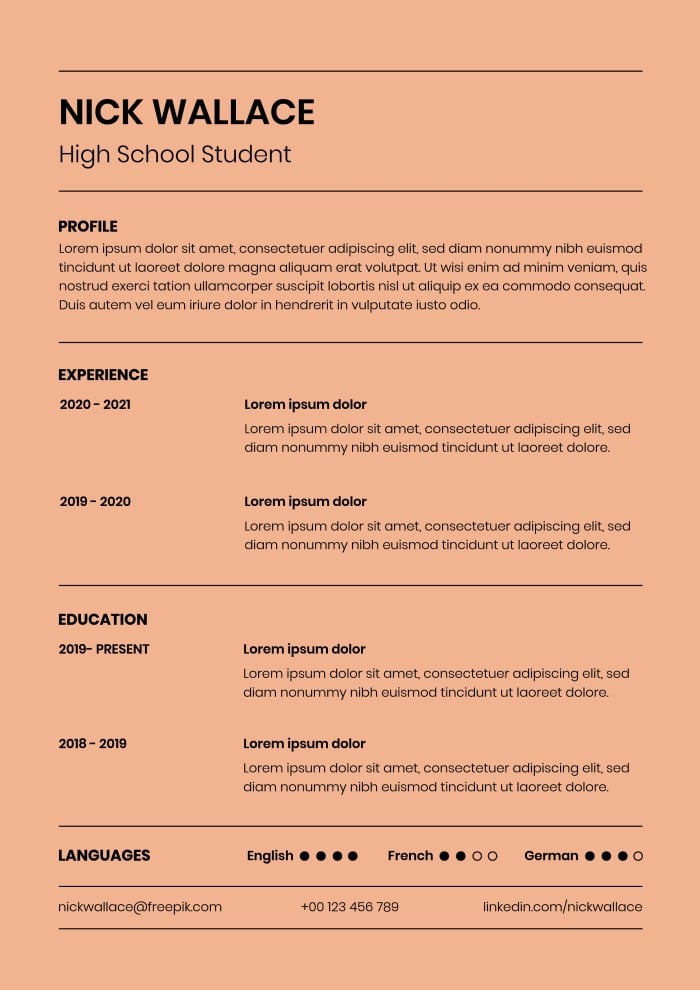 NICK WALLACE
High School Student
PROFILE
Lorem ipsum dolor sit amet, consectetuer adipiscing elit, sed diam nonummy nibh euismod
tincidunt ut laoreet dolore magna aliquam erat volutpat. Ut wisi enim ad minim veniam, quis
nostrud exerci tation ullamcorper suscipit lobortis nisl ut aliquip ex ea commodo consequat.
Duis autem vel eum iriure dolor in hendrerit in vulputate iusto odio.
EXPERIENCE
2020 - 2021 Lorem ipsum dolor
Lorem ipsum dolor sit amet, consectetuer adipiscing elit, sed
diam nonummy nibh euismod tincidunt ut laoreet dolore.
2019 - 2020 Lorem ipsum dolor
Lorem ipsum dolor sit amet, consectetuer adipiscing elit, sed
diam nonummy nibh euismod tincidunt ut laoreet dolore.
EDUCATION
2019- PRESENT Lorem ipsum dolor
Lorem ipsum dolor sit amet, consectetuer adipiscing elit, sed
diam nonummy nibh euismod tincidunt ut laoreet dolore.
2018 - 2019 Lorem ipsum dolor
Lorem ipsum dolor sit amet, consectetuer adipiscing elit, sed
diam nonummy nibh euismod tincidunt ut laoreet dolore.
LANGUAGES English French German
nickwallace@freepik.com +00 123 456 789 linkedin.com/nickwallace